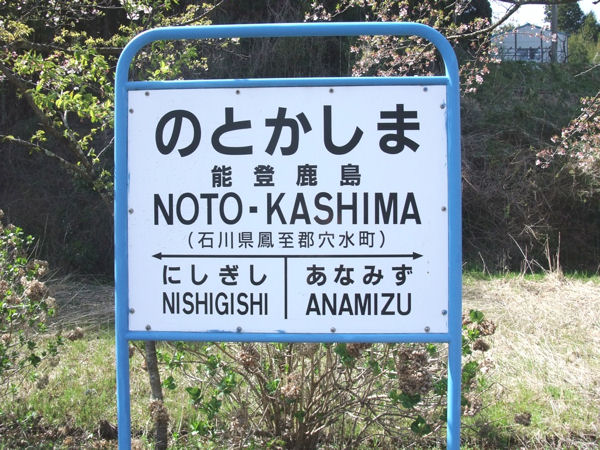 のとかしま
能登鹿島
NOTO-KASHIMA
(石川県鳳至郡穴水町)
にしぎし あなみず
NISHIGISHI ANAMIZU